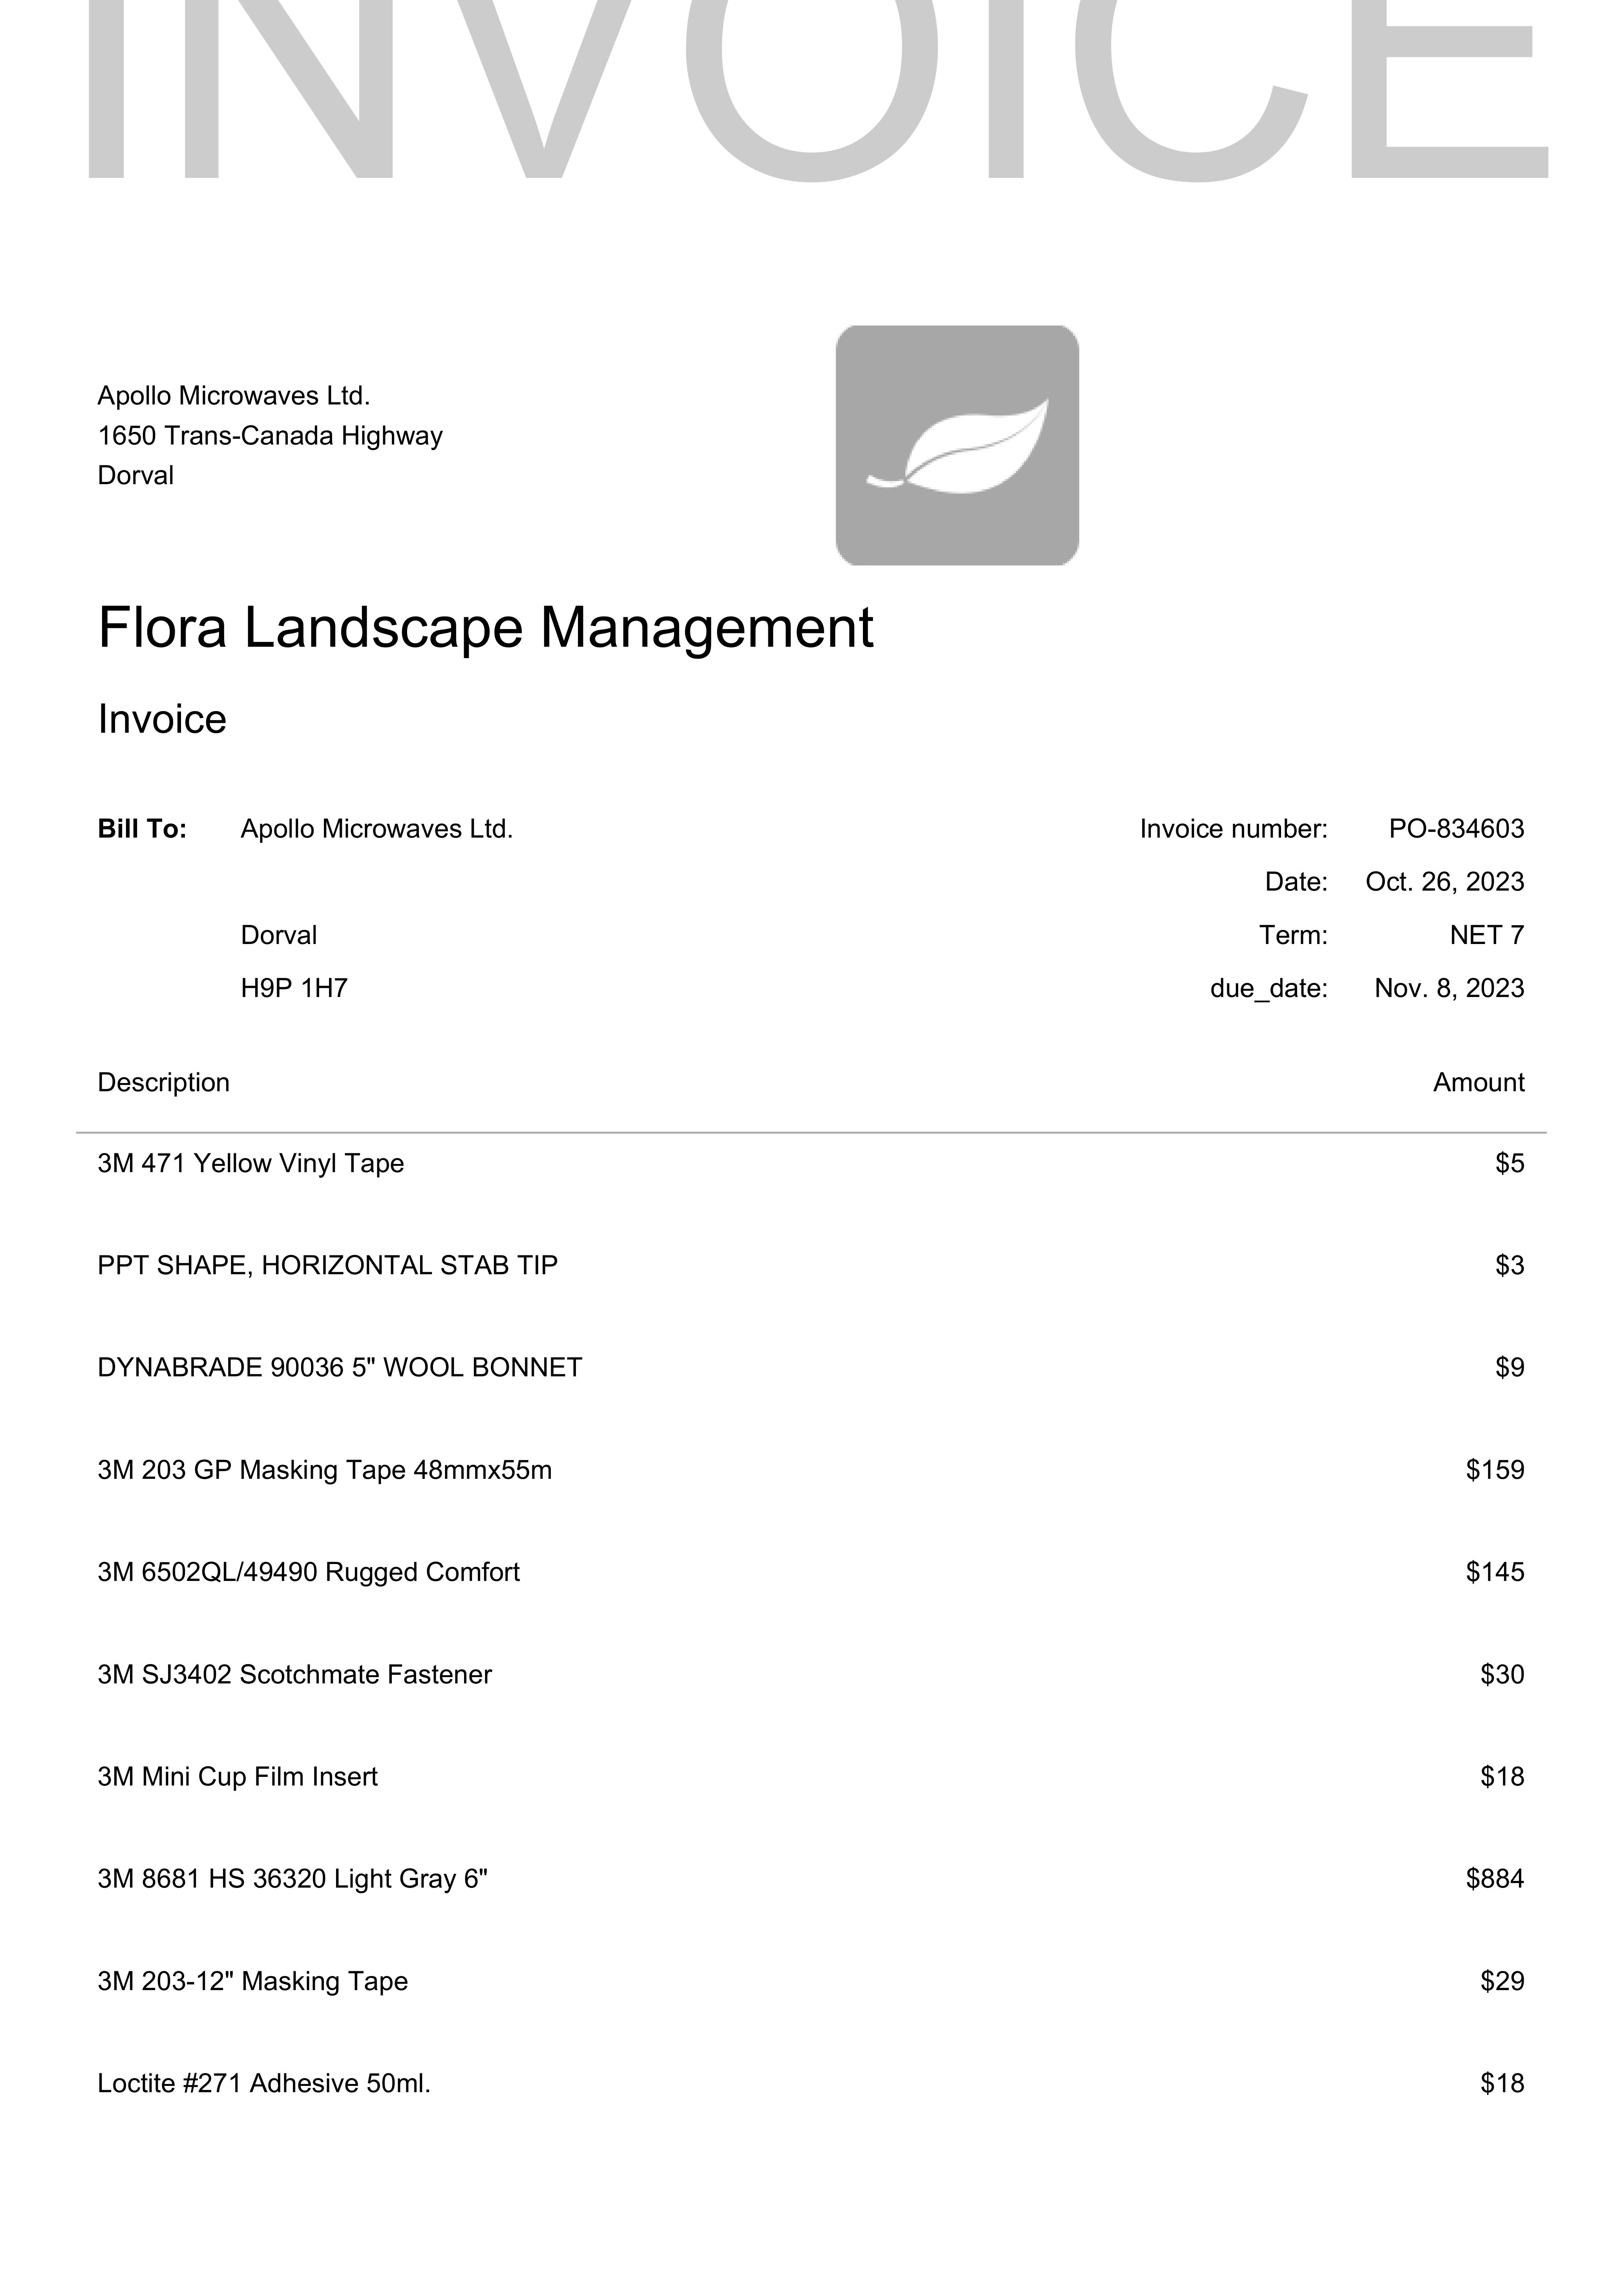 INVOICE
Apollo Microwaves Ltd.
1650 Trans-Canada Highway
Dorval
Flora Landscape Management
Invoice
Bill To: Apollo Microwaves Ltd. Invoice number: PO-834603
Date: Oct. 26, 2023
Dorval Term: NET 7
H9P 1H7 due_date: Nov. 8, 2023
Description Amount
3M 471 Yellow Vinyl Tape $5
PPT SHAPE, HORIZONTAL STAB TIP $3
DYNABRADE 90036 5" WOOL BONNET $9
3M 203 GP Masking Tape 48mmx55m $159
3M 6502QL/49490 Rugged Comfort $145
3M SJ3402 Scotchmate Fastener $30
3M Mini Cup Film Insert $18
3M 8681 HS 36320 Light Gray 6" $884
3M 203-12" Masking Tape $29
Loctite #271 Adhesive 50ml. $18